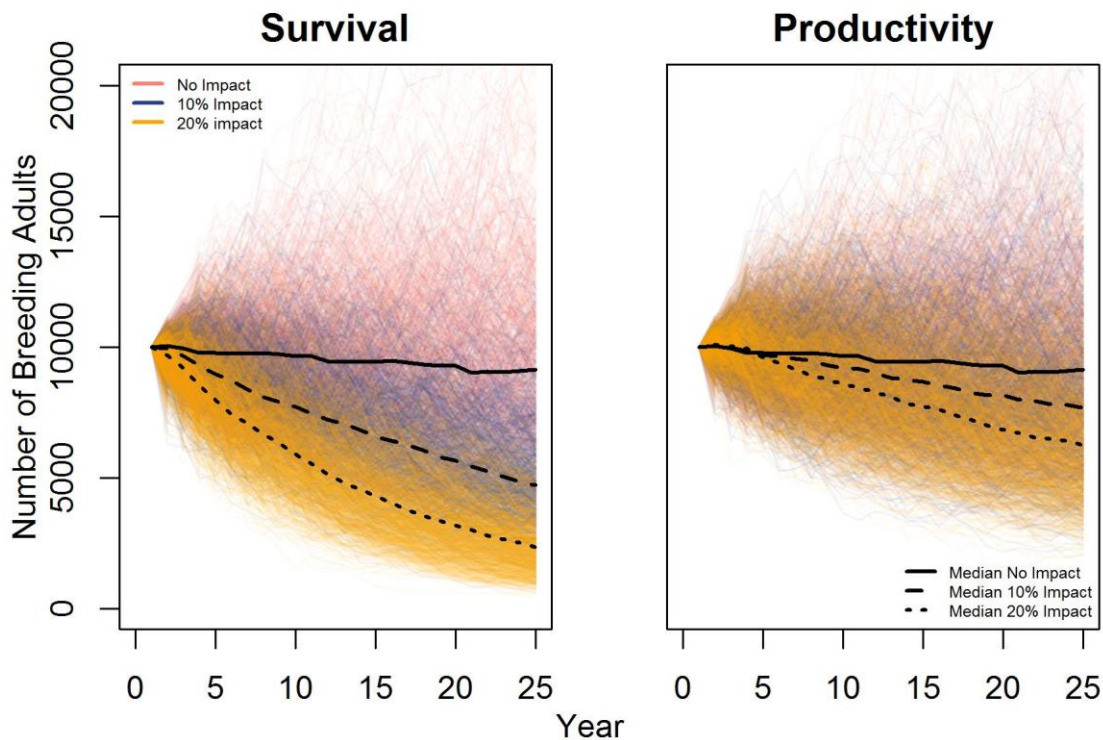 Survival
Productivity
No Impact
10% Impact
20% impact
Number of Breeding Adults
20000
15000
10000
5000
0
Median No Impact
Median 10% Impact
Median 20% Impact
0 5 10 15 20 25
0 5 10 15 20 25
Year